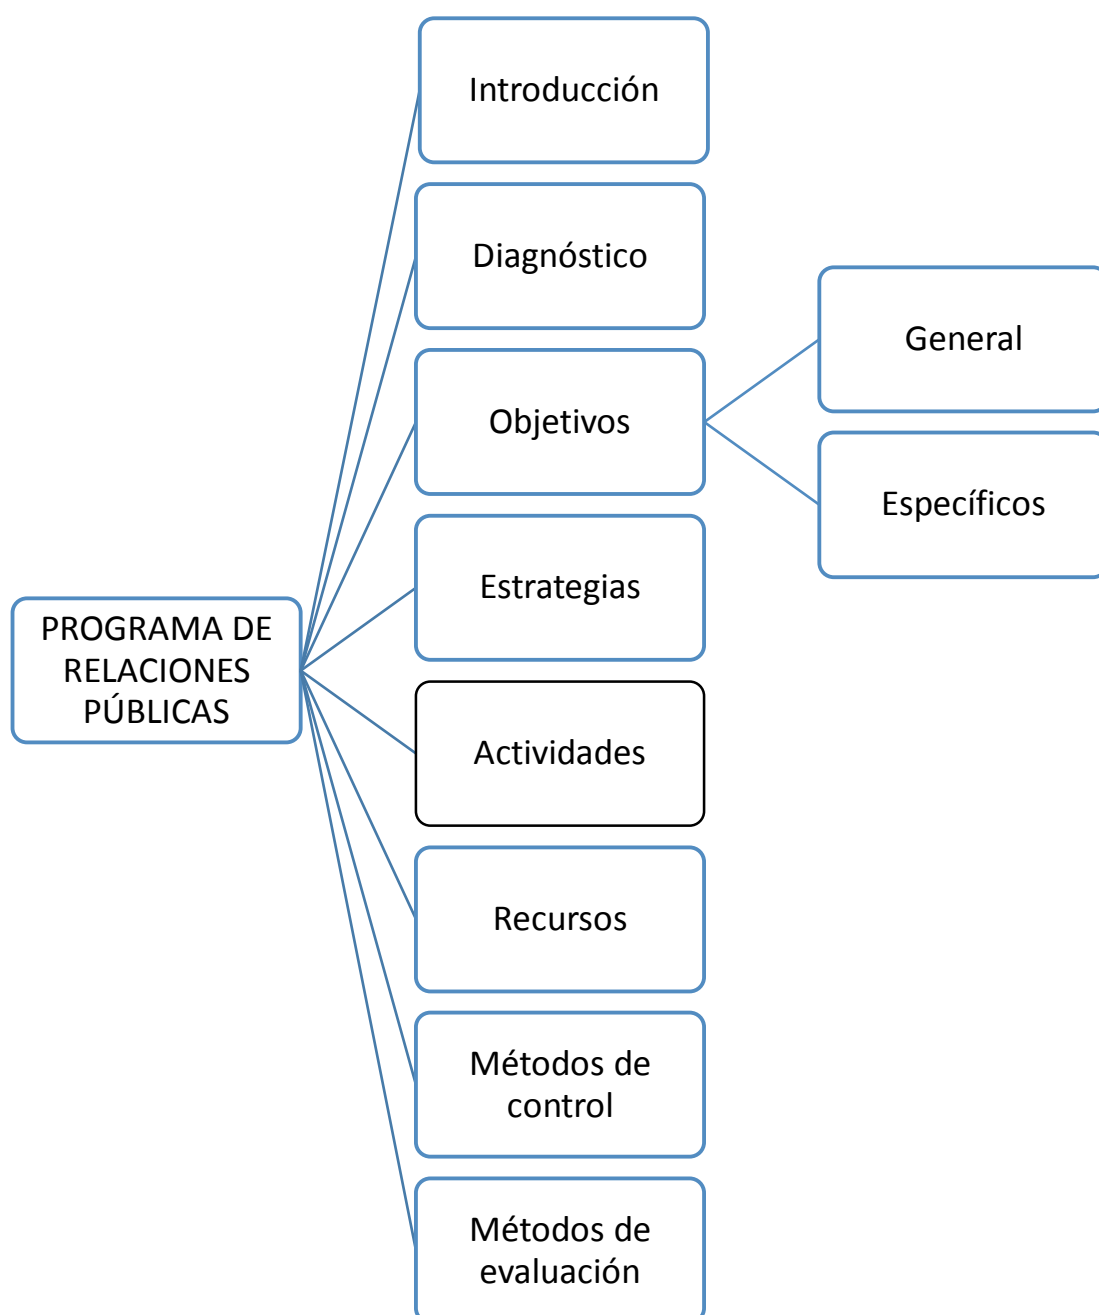 Introducción
Diagnóstico
Objetivos
General
Específicos
Estrategias
PROGRAMA DE
RELACIONES
PÚBLICAS
Actividades
Recursos
Métodos de
control
Métodos de
evaluación